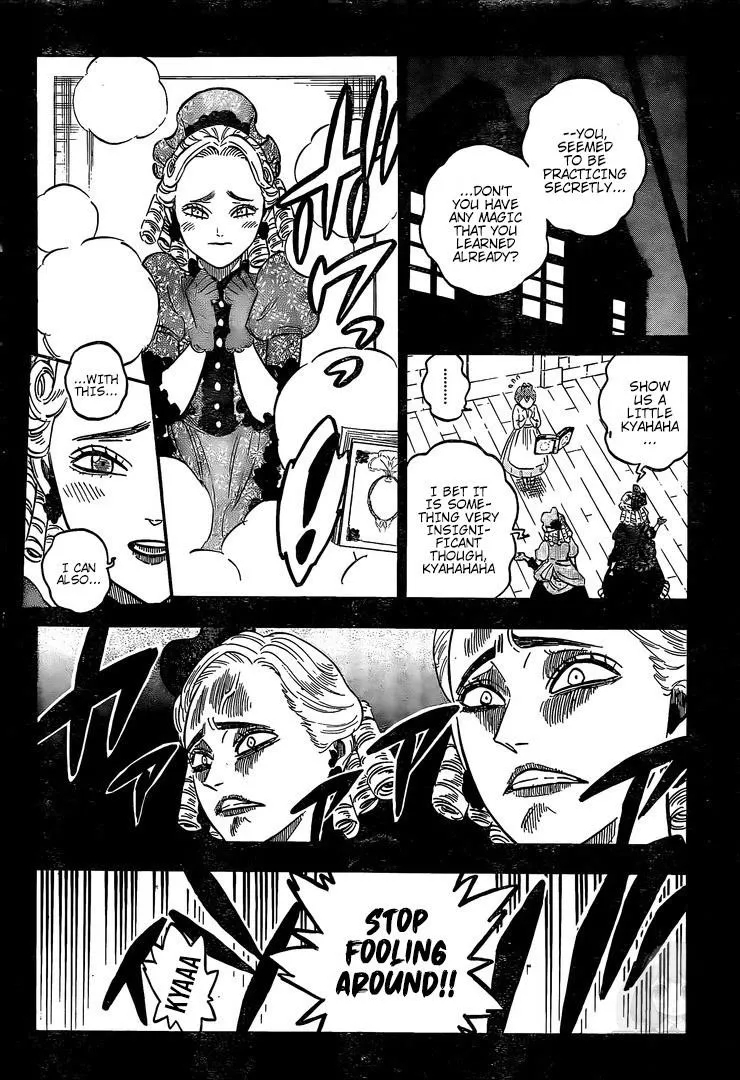 --YOU,
SEEMED
TO BE
PRACTICING
SECRETLY...
...DON'T
YOU HAVE
ANY MAGIC
THAT YOU
LEARNED
ALREADY?
SHOW
US A
LITTLE
KYAHAHA
...
.........
I BET IT
IS SOME-
THING VERY
INSIGNI-
FICANT
THOUGH,
KYAHAHAHA
...WITH
THIS...
I CAN
ALSO...
STOP
FOOLING
AROUND!!
KYAAA